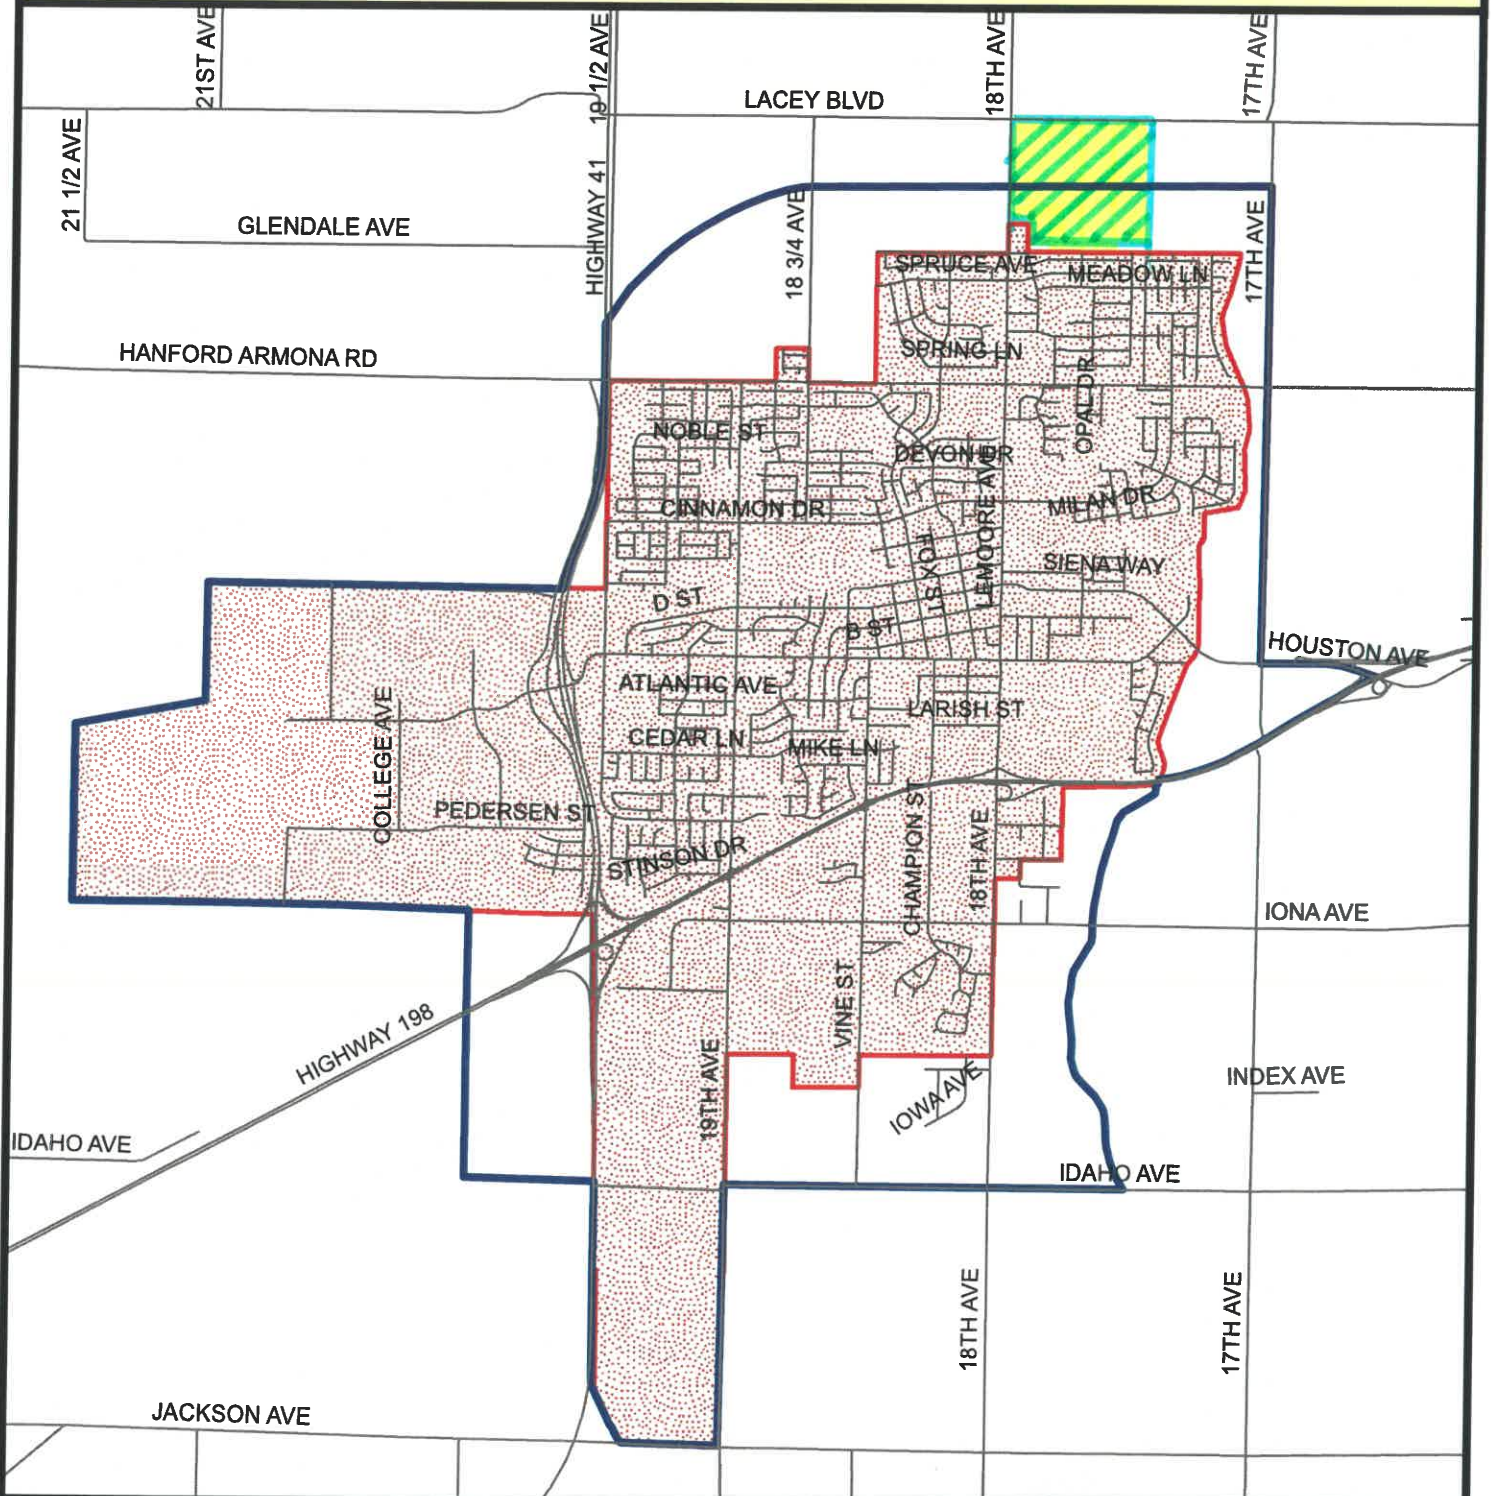 21ST AVE
19 1/2 AVE
18TH AVE
17TH AVE
LACEY BLVD
21 1/2 AVE
HIGHWAY 41
GLENDALE AVE
18 3/4 AVE
17TH AVE
SPRUCE AVE
MEADOW LN
HANFORD ARMONA RD
SPRING LN
OPAL DR
NOBLE ST
DEVON DR
CINNAMON DR
MILAN DR
LEMOORE AVE
FOX ST
SIENA WAY
D ST
B ST
HOUSTON AVE
ATLANTIC AVE
LARISH ST
COLLEGE AVE
CEDAR LN
MIKE LN
PEDERSEN ST
STINSON DR
CHAMPION ST
18TH AVE
IONA AVE
VINE ST
HIGHWAY 198
19TH AVE
IOWA AVE
INDEX AVE
IDAHO AVE
IDAHO AVE
18TH AVE
17TH AVE
JACKSON AVE